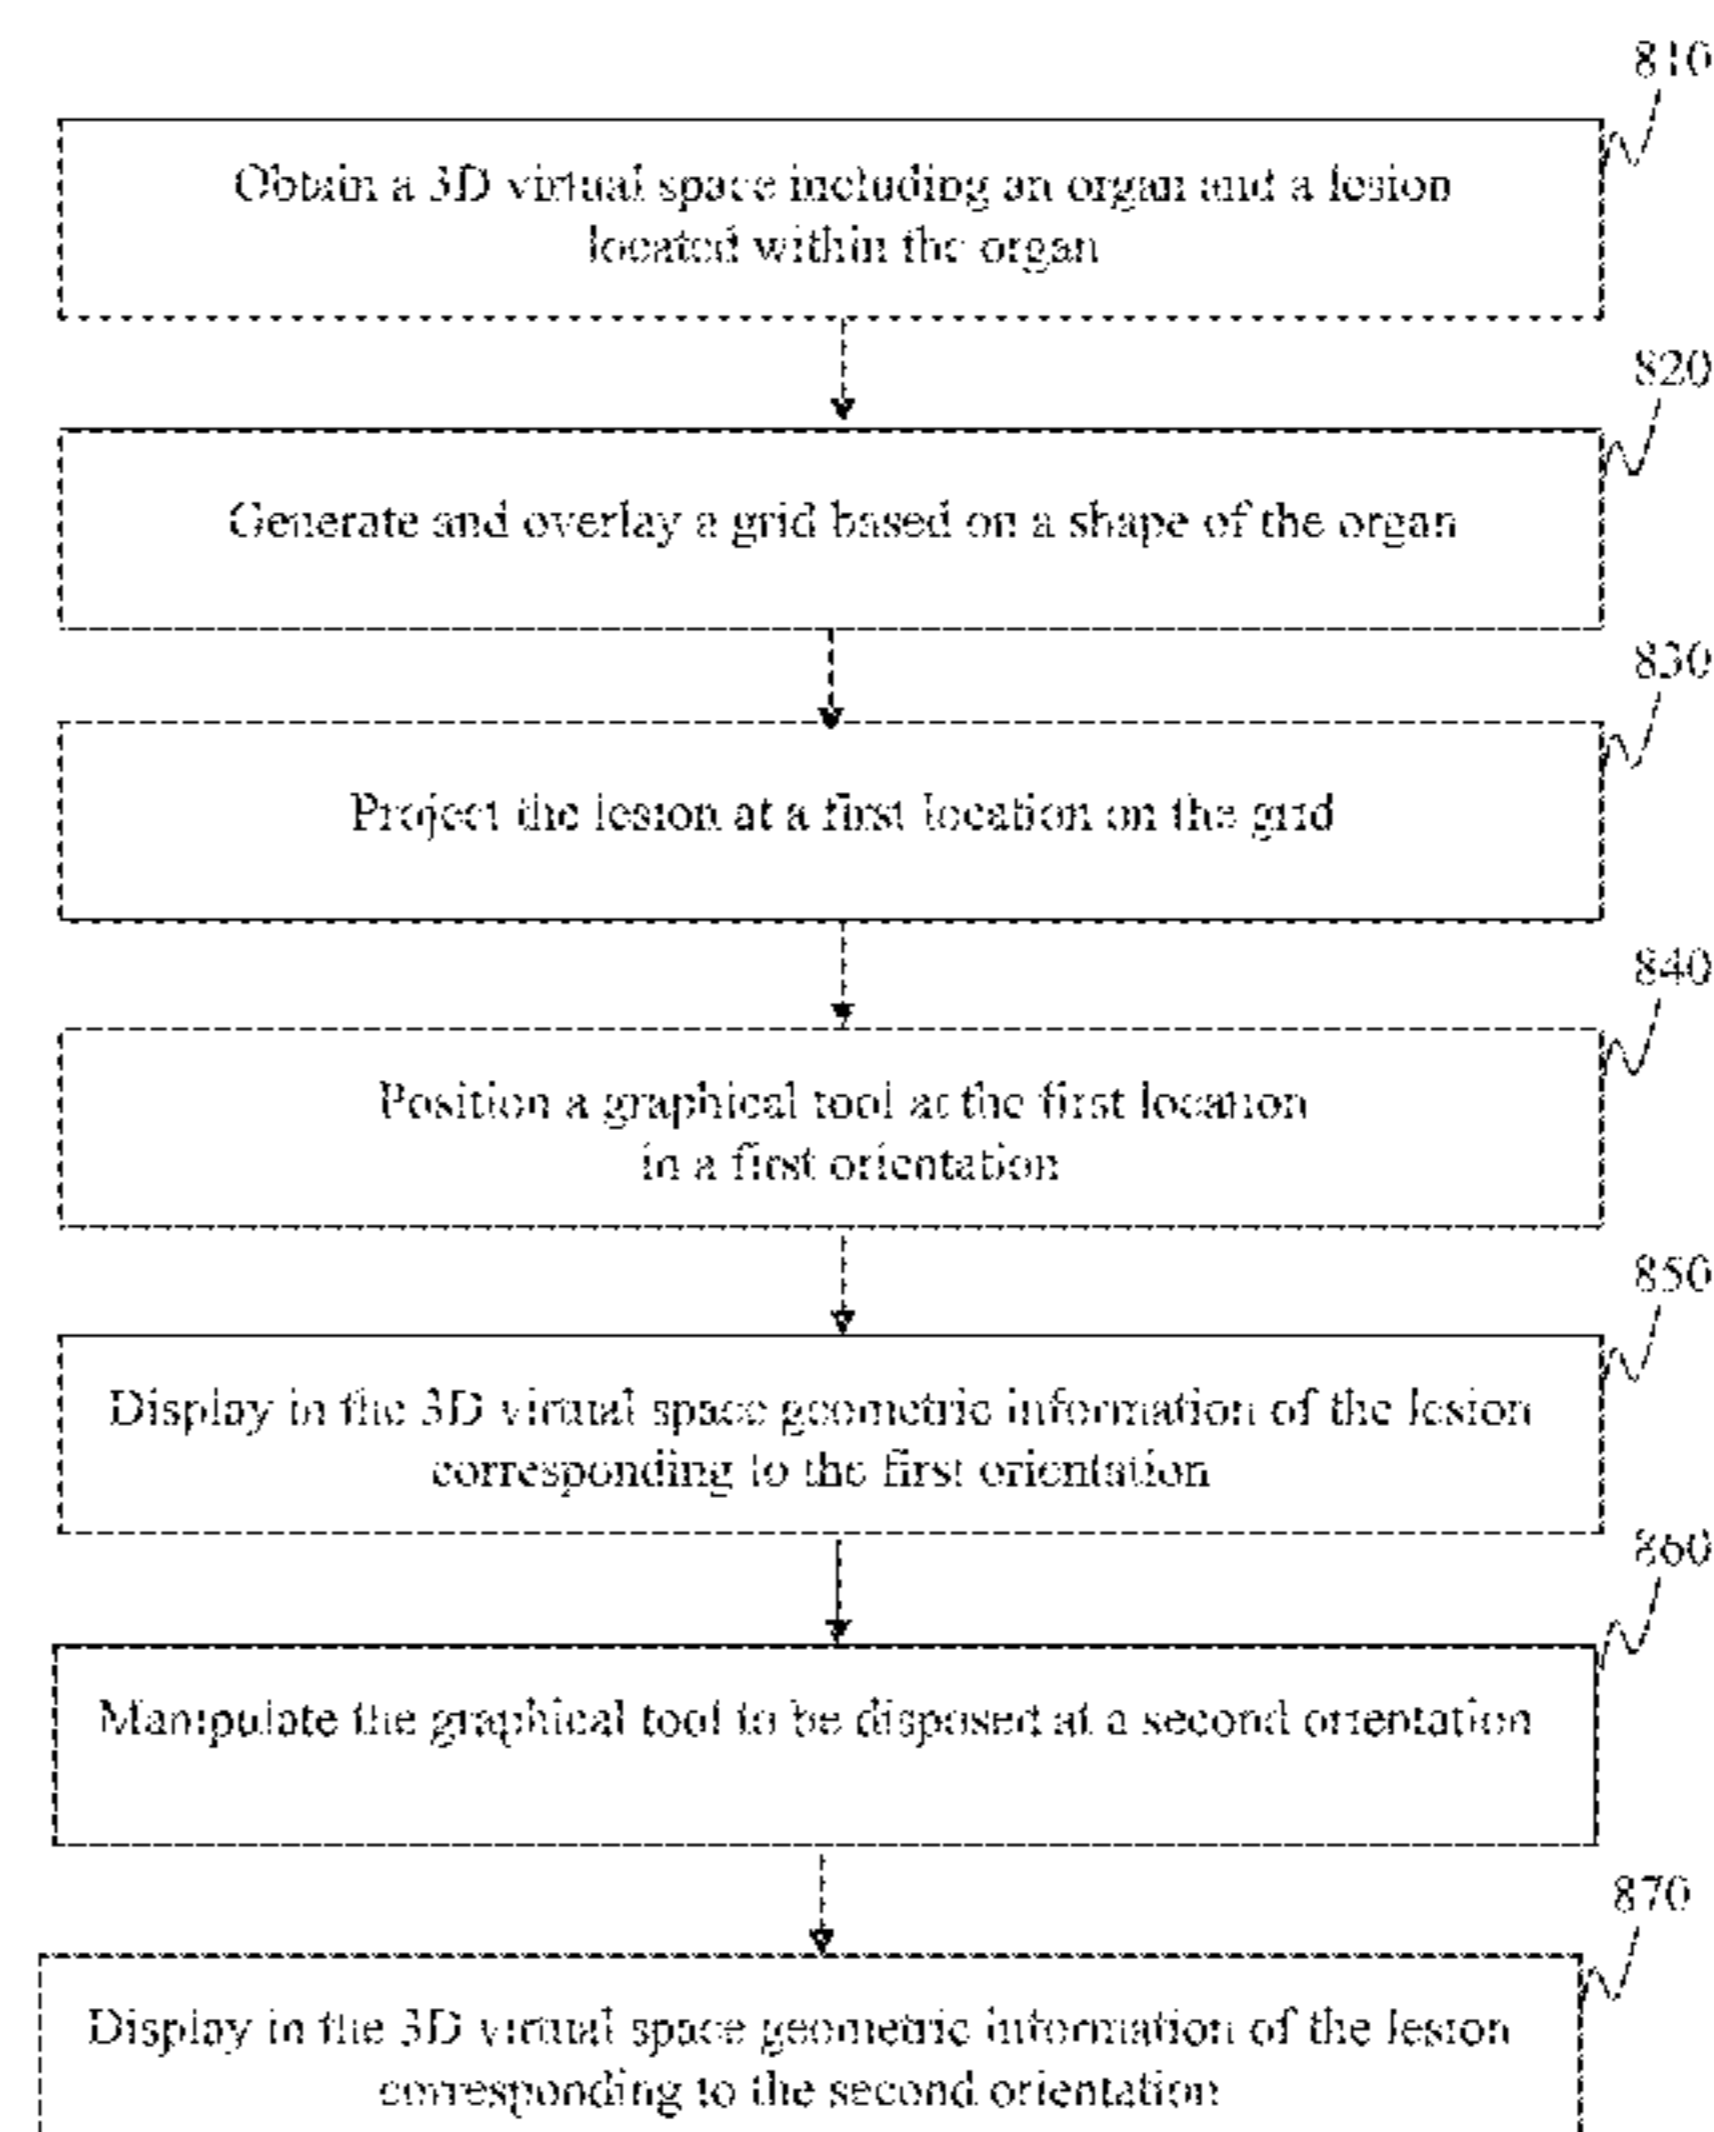 810
Obtain a 3D virtual space including an organ and a lesion
located within the organ
820
Generate and overlay a grid based on a shape of the organ
830
Project the lesion at a first location on the grid
840
Position a graphical tool at the first location
in a first orientation
850
Display in the 3D virtual space geometric information of the lesion
corresponding to the first orientation
860
Manipulate the graphical tool to be disposed at a second orientation
870
Display in the 3D virtual space geometric information of the lesion
corresponding to the second orientation